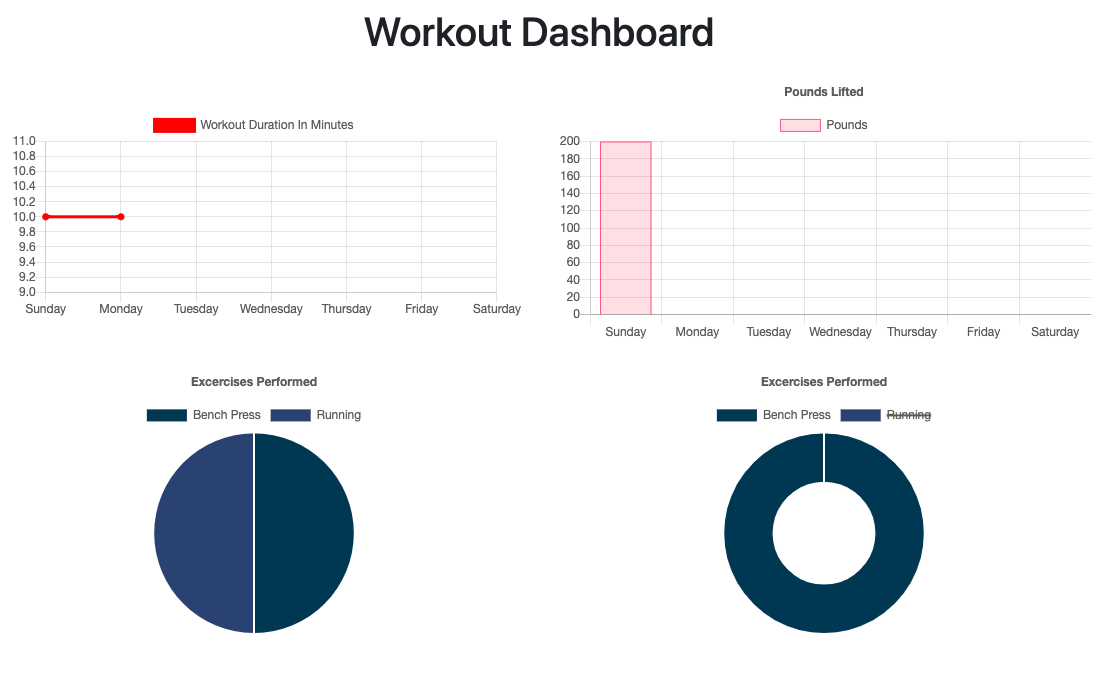 Workout Dashboard
Workout Duration In Minutes
11.0
10.8
10.6
10.4
10.2
10.0
9.8
9.6
9.4
9.2
9.0
Sunday Monday Tuesday Wednesday Thursday Friday Saturday
Pounds Lifted
Pounds
200
180
160
140
120
100
80
60
40
20
0
Sunday Monday Tuesday Wednesday Thursday Friday Saturday
Excercises Performed
Bench Press Running
Excercises Performed
Bench Press Running